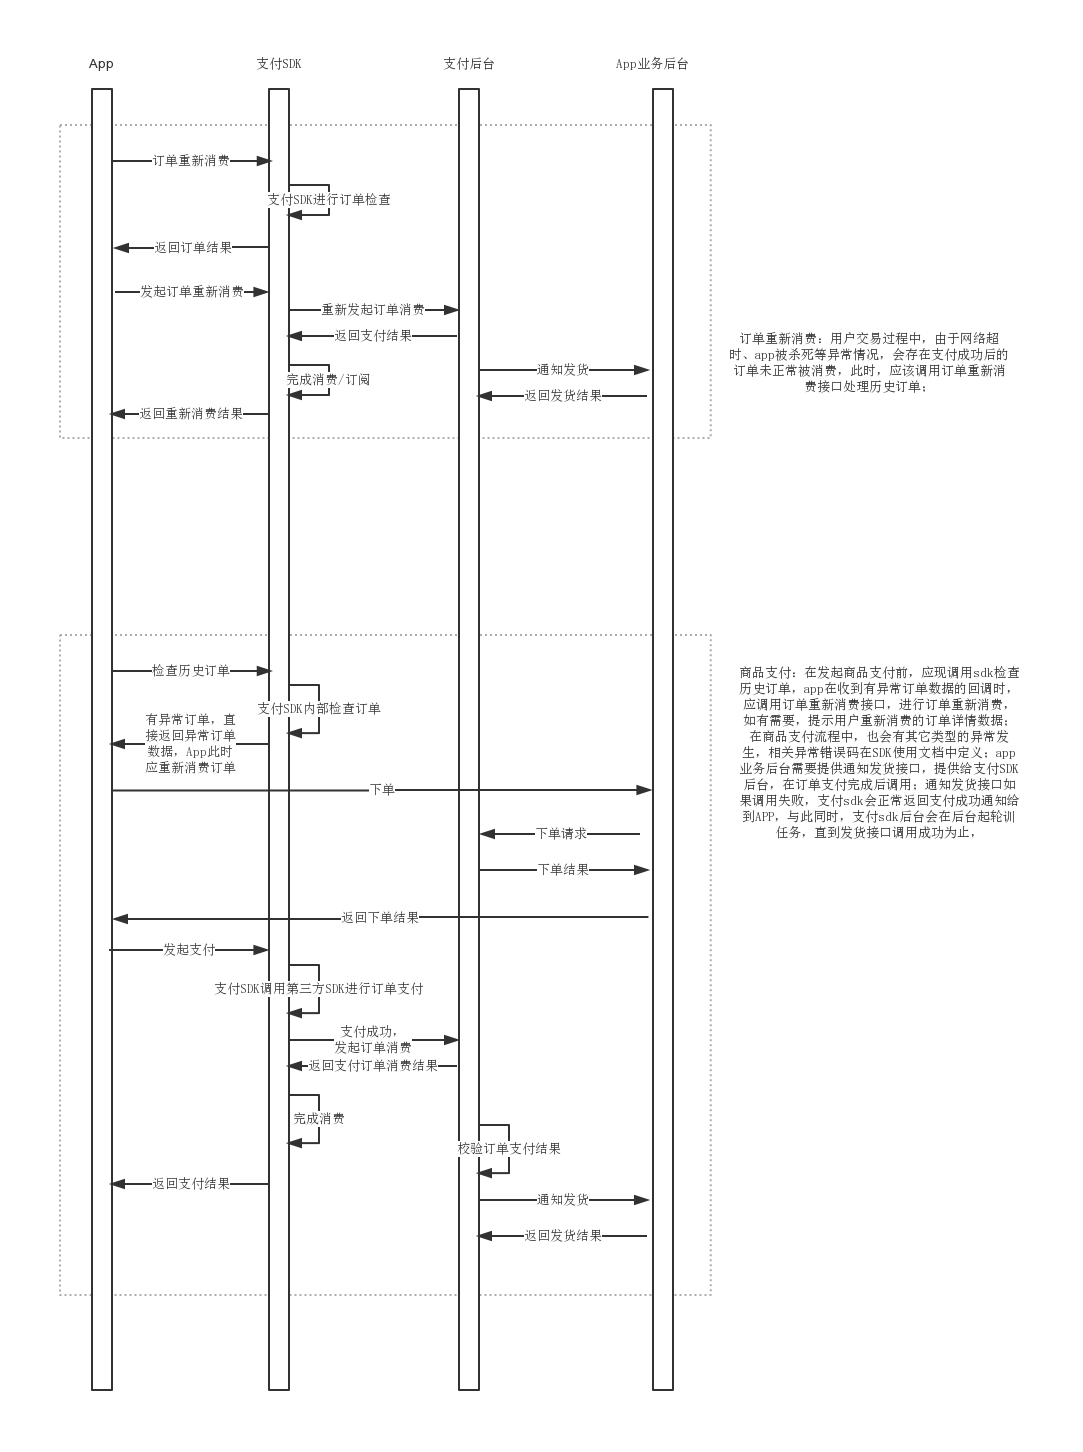 App
支付SDK
支付后台
App业务后台
订单重新消费
支付SDK进行订单检查
返回订单结果
发起订单重新消费
重新发起订单消费
返回支付结果
通知发货
完成消费/订阅
返回发货结果
返回重新消费结果
订单重新消费：用户交易过程中，由于网络超
时、app被杀死等异常情况，会存在支付成功后的
订单未正常被消费，此时，应该调用订单重新消
费接口处理历史订单；
检查历史订单
支付SDK内部检查订单
有异常订单，直
接返回异常订单
数据，App此时
应重新消费订单
下单
下单请求
下单结果
返回下单结果
发起支付
支付SDK调用第三方SDK进行订单支付
支付成功，
发起订单消费
返回支付订单消费结果
完成消费
校验订单支付结果
返回支付结果
通知发货
返回发货结果
商品支付：在发起商品支付前，应现调用sdk检查
历史订单，app在收到有异常订单数据的回调时，
应调用订单重新消费接口，进行订单重新消费，
如有需要，提示用户重新消费的订单详情数据；
在商品支付流程中，也会有其它类型的异常发
生，相关异常错误码在SDK使用文档中定义；app
业务后台需要提供通知发货接口，提供给支付SDK
后台，在订单支付完成后调用；通知发货接口如
果调用失败，支付sdk会正常返回支付成功通知给
到APP，与此同时，支付sdk后台会在后台起轮训
任务，直到发货接口调用成功为止，